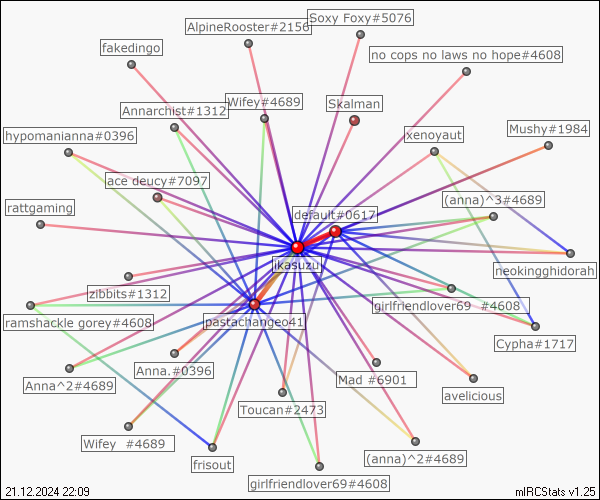 Soxy Foxy#5076
AlpineRooster#2156
fakedingo
no cops no laws no hope#4608
Wifey#4689
Skalman
Annarchist#1312
Mushy#1984
hypomanianna#0396
xenoyaut
ace deucy#7097
(anna)^3#4689
rattgaming
default#0617
jkasuzu
neokingghidorah
zlbbits#1312
girlfriendlover69 #4608
ramshackle gorey#4608
pastachangeo41
Cypha#1717
Anna.#0396
Anna^2#4689
Mad #6901
avelicious
Toucan#2473
Wifey #4689
(anna)^2#4689
frisout
girlfriendlover69#4608
21.12.2024 22:09
mIRCStats v1.25